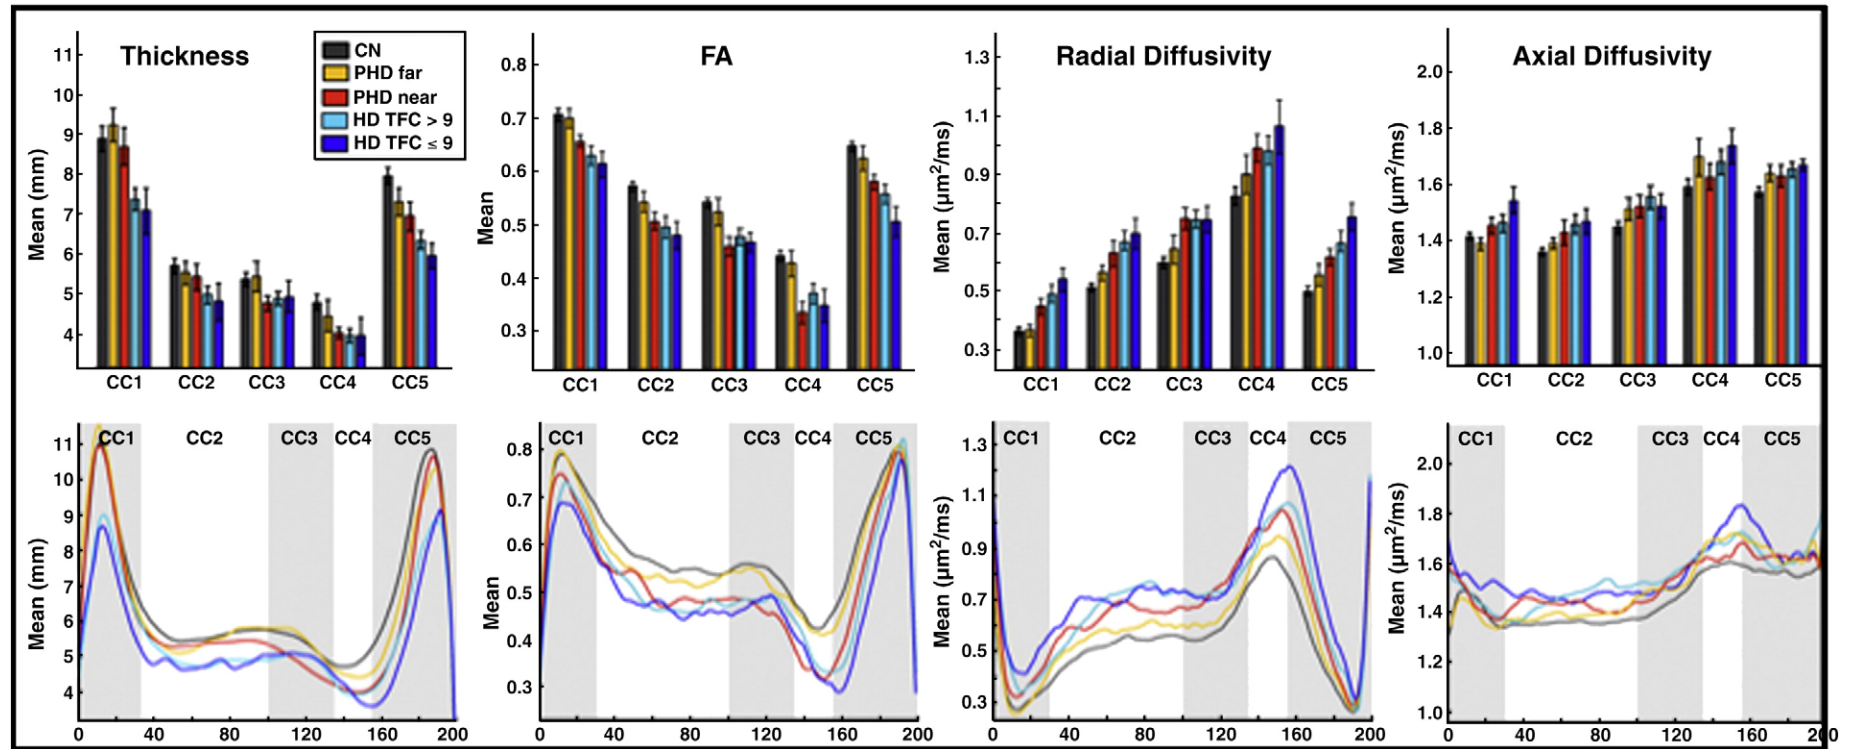 Thickness
CN
PHD far
PHD near
HD TFC > 9
HD TFC ≤ 9
Mean (mm)
11
10
9
8
7
6
5
4
CC1 CC2 CC3 CC4 CC5
FA
Mean
0.8
0.7
0.6
0.5
0.4
0.3
CC1 CC2 CC3 CC4 CC5
Radial Diffusivity
Mean (µm²/ms)
1.3
1.1
0.9
0.7
0.5
0.3
CC1 CC2 CC3 CC4 CC5
Axial Diffusivity
Mean (µm²/ms)
2.0
1.8
1.6
1.4
1.2
1.0
CC1 CC2 CC3 CC4 CC5
CC1 CC2 CC3 CC4 CC5
Mean (mm)
11
10
9
8
7
6
5
4
0 40 80 120 160 200
CC1 CC2 CC3 CC4 CC5
Mean
0.8
0.7
0.6
0.5
0.4
0.3
0 40 80 120 160 200
CC1 CC2 CC3 CC4 CC5
Mean (µm²/ms)
1.3
1.1
0.9
0.7
0.5
0.3
0 40 80 120 160 200
CC1 CC2 CC3 CC4 CC5
Mean (µm²/ms)
2.0
1.8
1.6
1.4
1.2
1.0
0 40 80 120 160 200